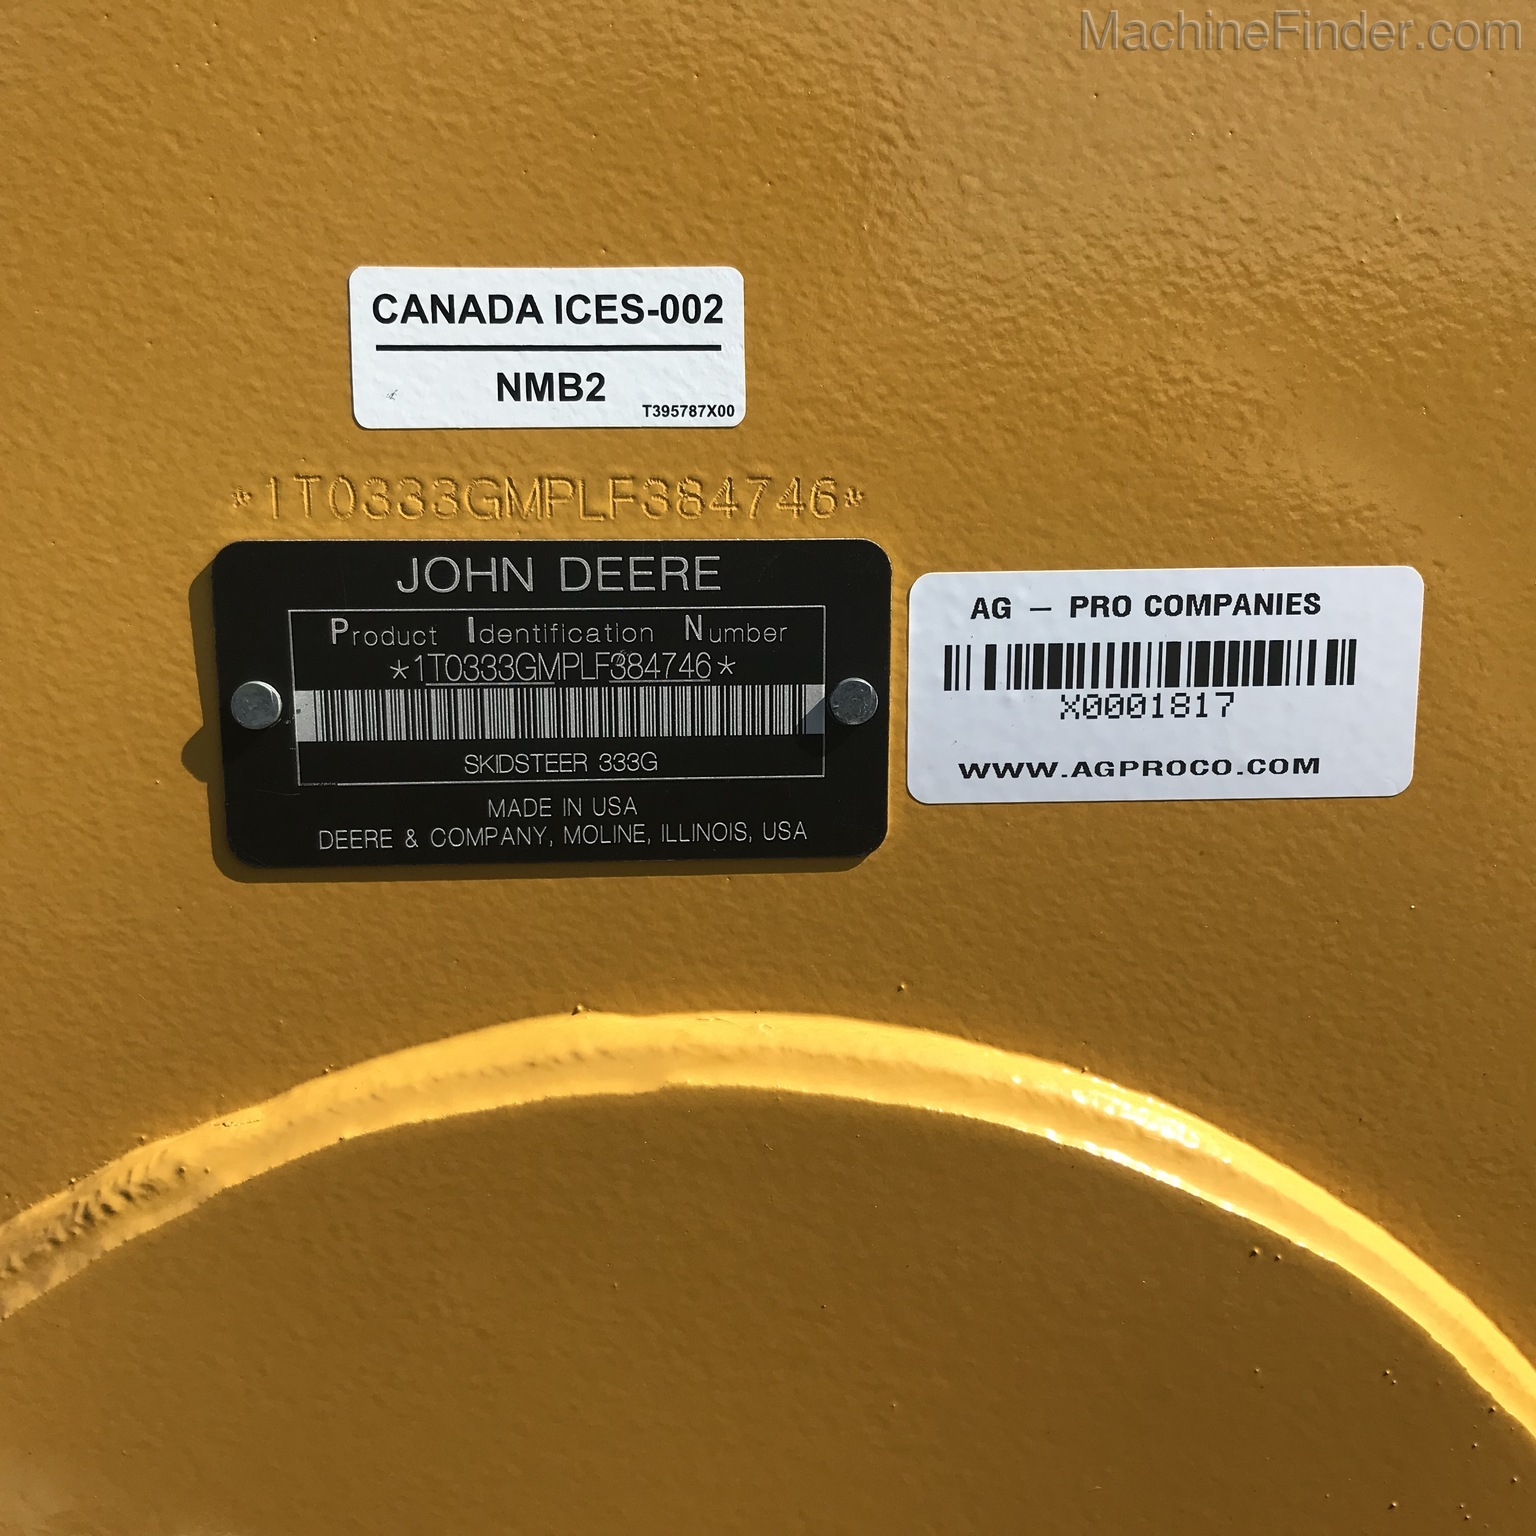 MachineFinder.com
CANADA ICES-002
NMB2
T395787X00
*1T0333GMPLF384746*
JOHN DEERE
Product Identification Number
*1T0333GMPLF384746*
SKIDSTEER 333G
MADE IN USA
DEERE & COMPANY, MOLINE, ILLINOIS, USA
AG – PRO COMPANIES
X0001817
WWW.AGPROCO.COM